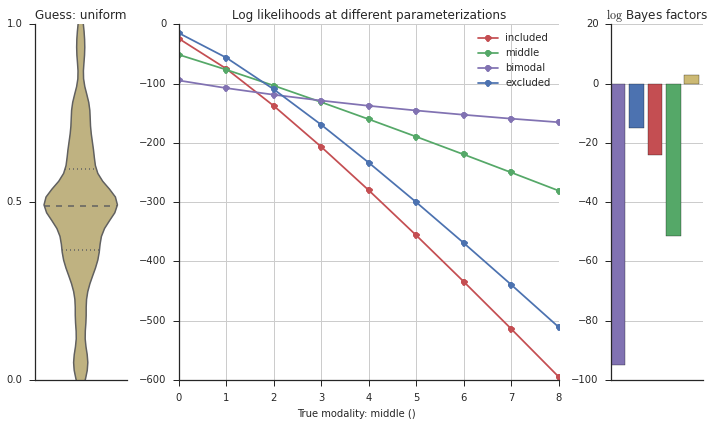 Guess: uniform
1.0
0.5
0.0
Log likelihoods at different parameterizations
0
−100
−200
−300
−400
−500
−600
included
middle
bimodal
excluded
0 1 2 3 4 5 6 7 8
True modality: middle ()
log Bayes factors
20
0
−20
−40
−60
−80
−100